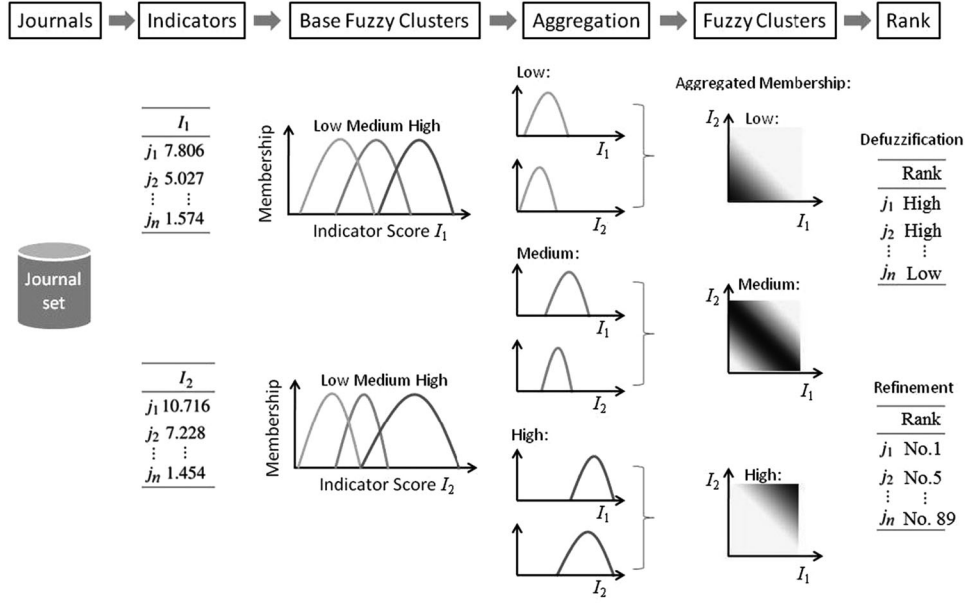 Journals
Indicators
Base Fuzzy Clusters
Aggregation
Fuzzy Clusters
Rank
I1
j1 7.806
j2 5.027
⋮ ⋮
jn 1.574
Low Medium High
Membership
Indicator Score I1
Low:
I1
I2
Aggregated Membership:
I2
Low:
I1
Defuzzification
Rank
j1 High
j2 High
⋮ ⋮
jn Low
Journal
set
Medium:
I1
I2
I2
Medium:
I1
I2
j1 10.716
j2 7.228
⋮ ⋮
jn 1.454
Low Medium High
Membership
Indicator Score I2
High:
I1
I2
I2
High:
I1
Refinement
Rank
j1 No.1
j2 No.5
⋮ ⋮
jn No. 89